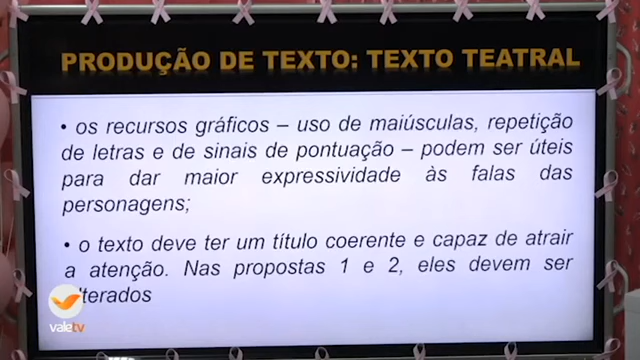 PRODUÇÃO DE TEXTO: TEXTO TEATRAL
• os recursos gráficos – uso de maiúsculas, repetição
de letras e de sinais de pontuação – podem ser úteis
para dar maior expressividade às falas das
personagens;
• o texto deve ter um título coerente e capaz de atrair
a atenção. Nas propostas 1 e 2, eles devem ser
lterados
valetv